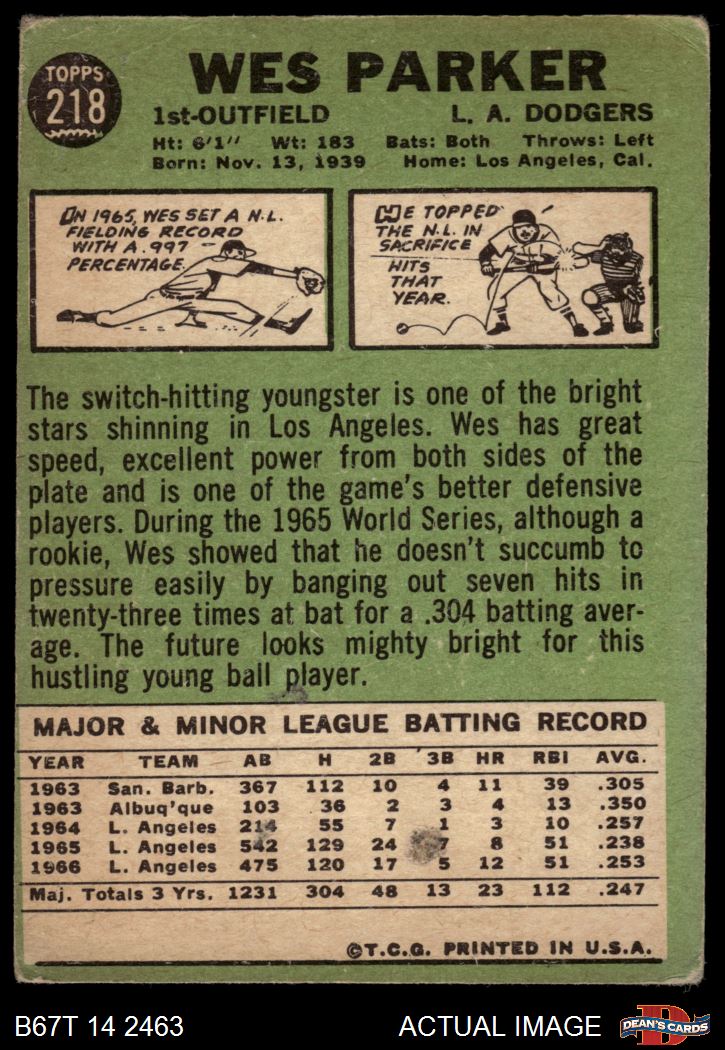 TOPPS
218
WES PARKER
1st-OUTFIELD L. A. DODGERS
Ht: 6'1" Wt: 183 Bats: Both Throws: Left
Born: Nov. 13, 1939 Home: Los Angeles, Cal.
IN 1965, WES SET A N.L.
FIELDING RECORD
WITH A .997
PERCENTAGE.
HE TOPPED
THE N.L. IN
SACRIFICE
HITS
THAT
YEAR.
The switch-hitting youngster is one of the bright
stars shinning in Los Angeles. Wes has great
speed, excellent power from both sides of the
plate and is one of the game's better defensive
players. During the 1965 World Series, although a
rookie, Wes showed that he doesn't succumb to
pressure easily by banging out seven hits in
twenty-three times at bat for a .304 batting aver-
age. The future looks mighty bright for this
hustling young ball player.
MAJOR & MINOR LEAGUE BATTING RECORD
YEAR TEAM AB H 2B 3B HR RBI AVG.
1963 San. Barb. 367 112 10 4 11 39 .305
1963 Albuq'que 103 36 2 3 4 13 .350
1964 L. Angeles 214 55 7 1 3 10 .257
1965 L. Angeles 542 129 24 7 8 51 .238
1966 L. Angeles 475 120 17 5 12 51 .253
Maj. Totals 3 Yrs. 1231 304 48 13 23 112 .247
©T.C.G. PRINTED IN U.S.A.
B67T 14 2463 ACTUAL IMAGE D
DEAN'S CARDS